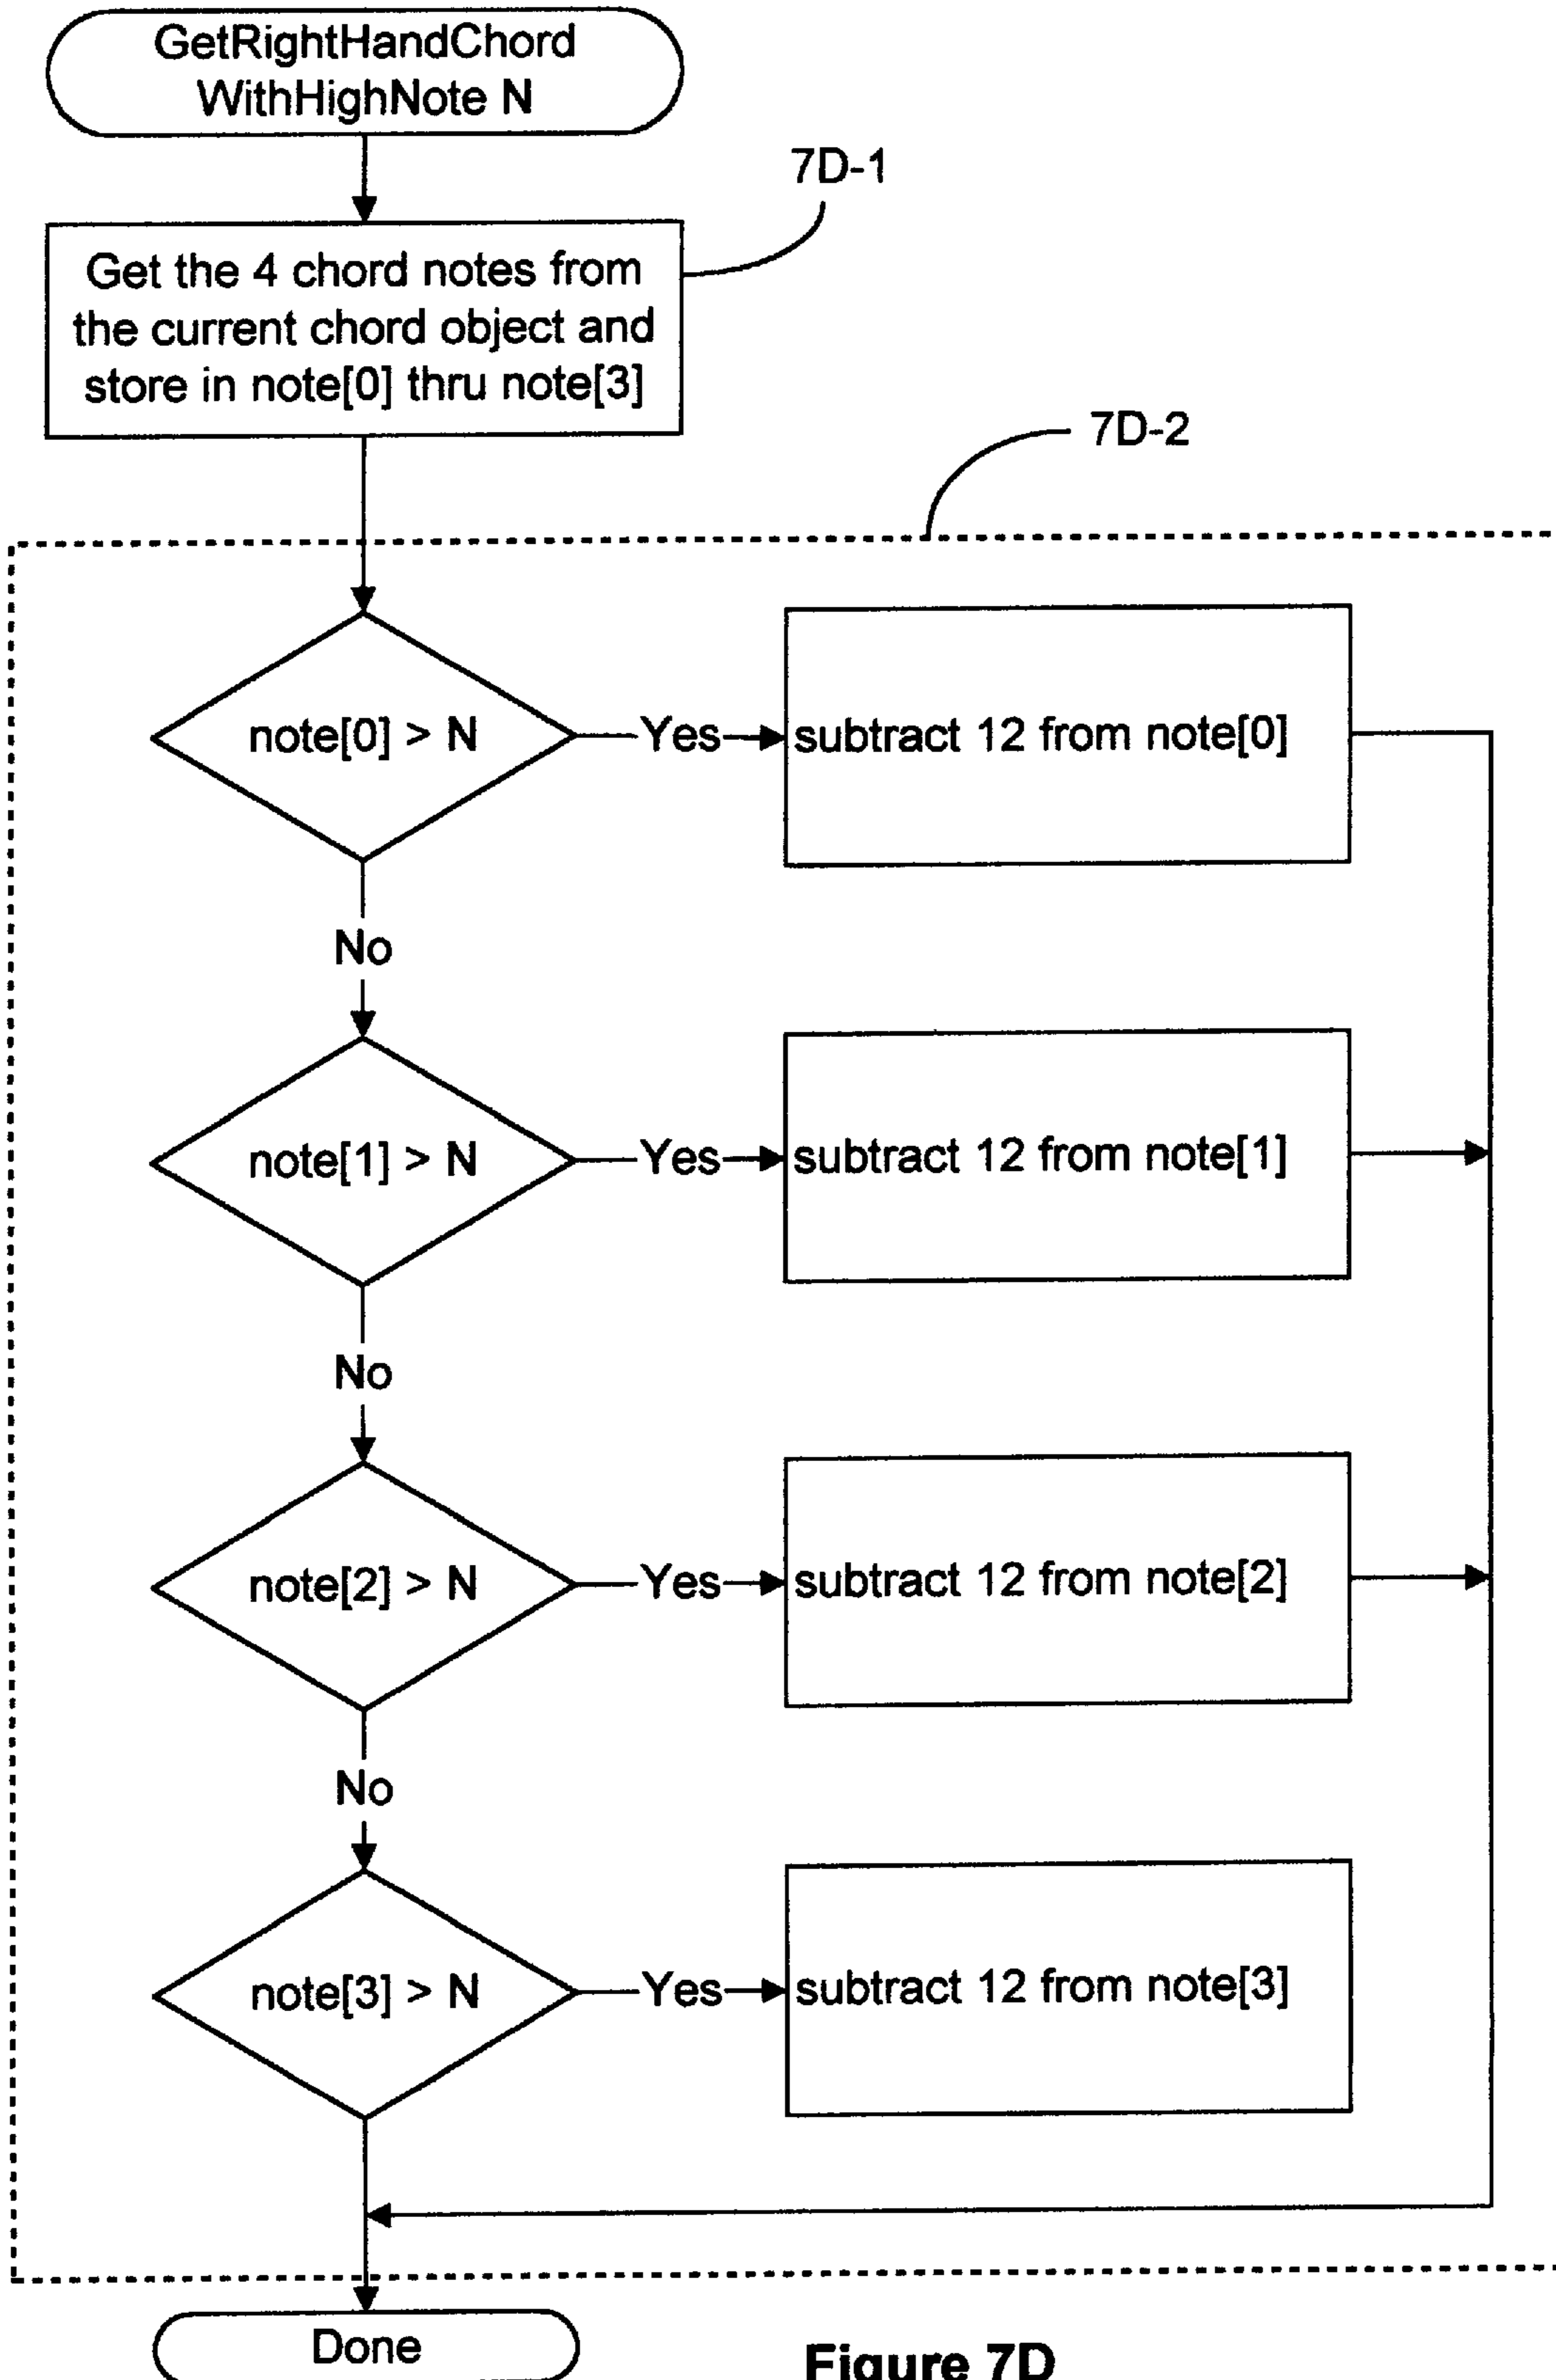 GetRightHandChord
WithHighNote N
7D-1
Get the 4 chord notes from
the current chord object and
store in note[0] thru note[3]
7D-2
note[0] > N
Yes
subtract 12 from note[0]
No
note[1] > N
Yes
subtract 12 from note[1]
No
note[2] > N
Yes
subtract 12 from note[2]
No
note[3] > N
Yes
subtract 12 from note[3]
Done
Figure 7D